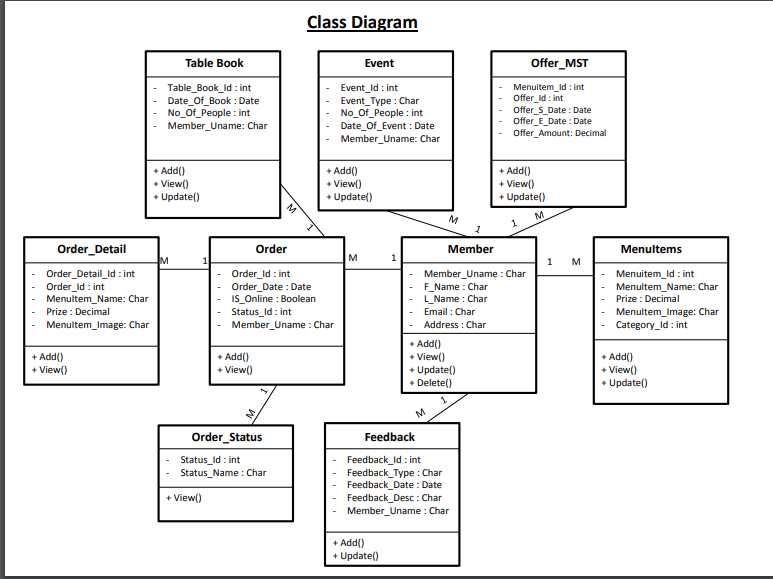 Class Diagram
Table Book
- Table_Book_Id : int
- Date_Of_Book : Date
- No_Of_People : int
- Member_Uname: Char
+ Add()
+ View()
+ Update()
Event
- Event_Id : int
- Event_Type : Char
- No_Of_People : int
- Date_Of_Event : Date
- Member_Uname: Char
+ Add()
+ View()
+ Update()
Offer_MST
- Menuitem_Id : int
- Offer_Id : int
- Offer_S_Date : Date
- Offer_E_Date : Date
- Offer_Amount: Decimal
+ Add()
+ View()
+ Update()
M
1
M
1
1
M
Order_Detail
- Order_Detail_Id : int
- Order_Id : int
- MenuItem_Name: Char
- Prize : Decimal
- MenuItem_Image: Char
+ Add()
+ View()
M
1
Order
- Order_Id : int
- Order_Date : Date
- IS_Online : Boolean
- Status_Id : int
- Member_Uname : Char
+ Add()
+ View()
M
1
Member
- Member_Uname : Char
- F_Name : Char
- L_Name : Char
- Email : Char
- Address : Char
+ Add()
+ View()
+ Update()
+ Delete()
1
M
MenuItems
- Menuitem_Id : int
- MenuItem_Name: Char
- Prize : Decimal
- MenuItem_Image: Char
- Category_Id : int
+ Add()
+ View()
+ Update()
1
M
1
M
Order_Status
- Status_Id : int
- Status_Name : Char
+ View()
Feedback
- Feedback_Id : int
- Feedback_Type : Char
- Feedback_Date : Date
- Feedback_Desc : Char
- Member_Uname : Char
+ Add()
+ Update()